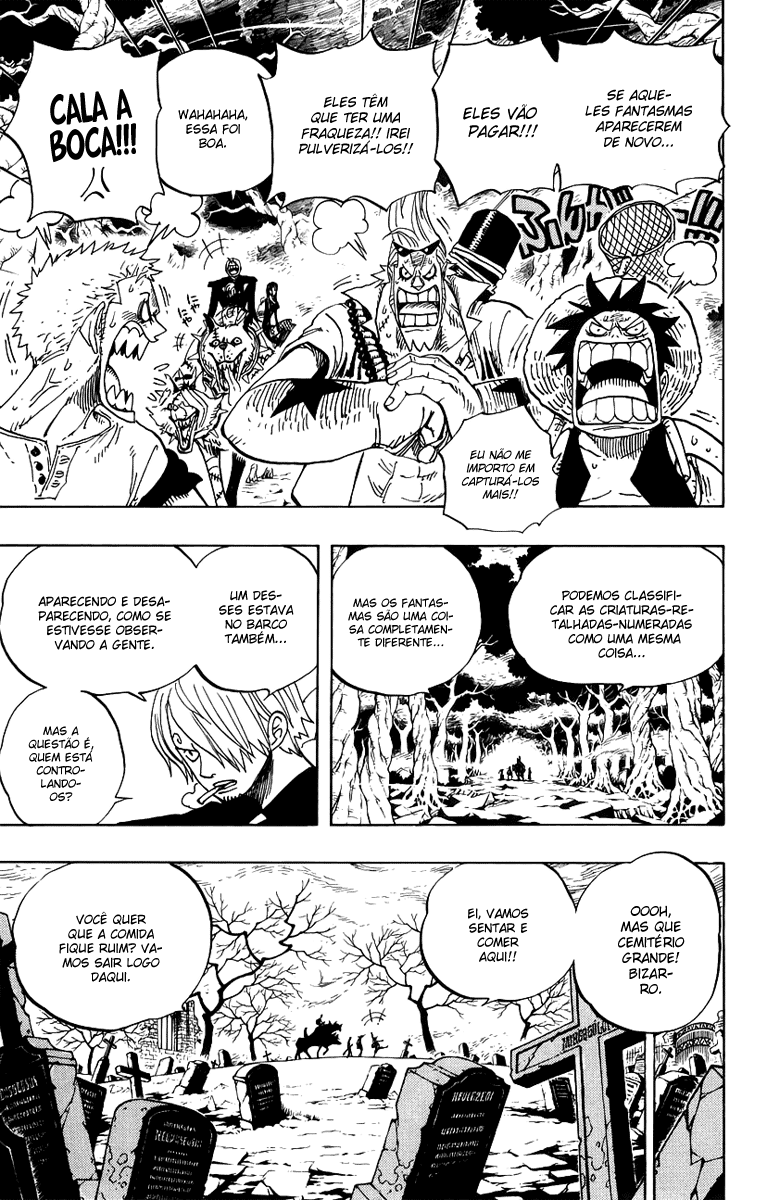 SE AQUE-
LES FANTASMAS
APARECEREM
DE NOVO...
ELES VÃO
PAGAR!!!
ELES TÊM
QUE TER UMA
FRAQUEZA!! IREI
PULVERIZÁ-LOS!!
WAHAHAHA,
ESSA FOI
BOA.
CALA A
BOCA!!!
EU NÃO ME
IMPORTO EM
CAPTURÁ-LOS
MAIS!!
PODEMOS CLASSIFI-
CAR AS CRIATURAS-RE-
TALHADAS-NUMERADAS
COMO UMA MESMA
COISA...
MAS OS FANTAS-
MAS SÃO UMA COI-
SA COMPLETAMEN-
TE DIFERENTE...
UM DES-
SES ESTAVA
NO BARCO
TAMBÉM...
APARECENDO E DESA-
PARECENDO, COMO SE
ESTIVESSE OBSER-
VANDO A GENTE.
MAS A
QUESTÃO É,
QUEM ESTÁ
CONTRO-
LANDO-
OS?
OOOH,
MAS QUE
CEMITÉRIO
GRANDE!
BIZAR-
RO.
EI, VAMOS
SENTAR E
COMER
AQUI!!
VOCÊ QUER
QUE A COMIDA
FIQUE RUIM? VA-
MOS SAIR LOGO
DAQUI.